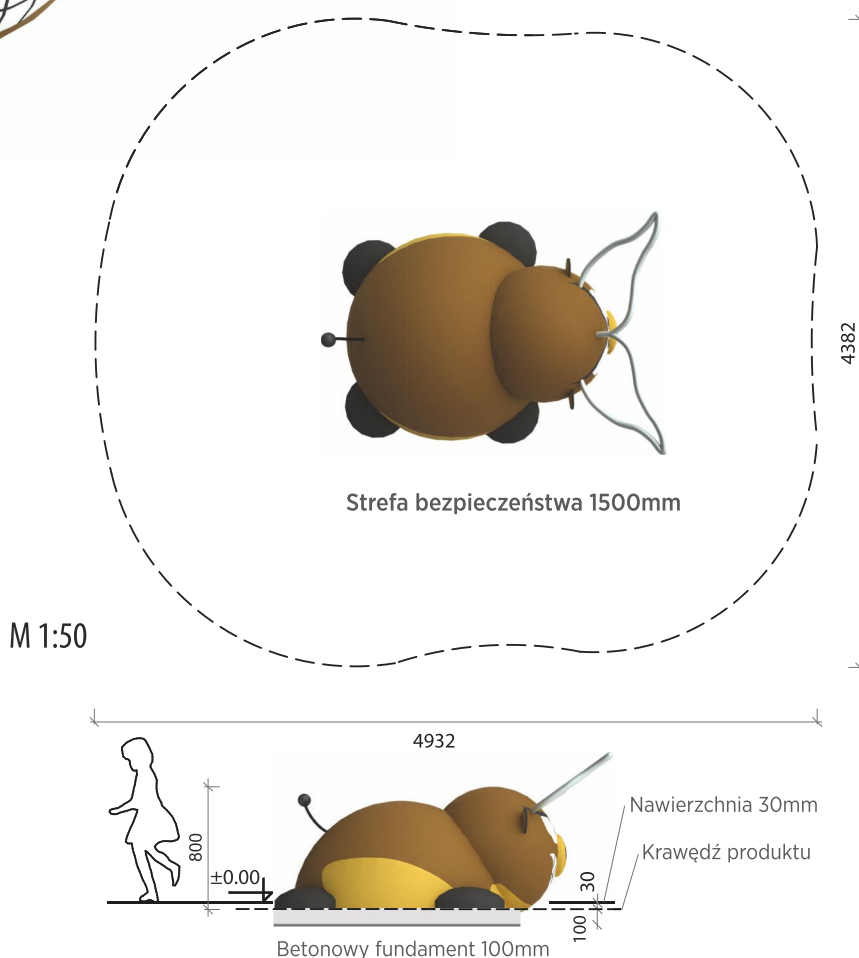 4382
Strefa bezpieczeństwa 1500mm
M 1:50
4932
Nawierzchnia 30mm
Krawędź produktu
800
±0.00
30
100
Betonowy fundament 100mm